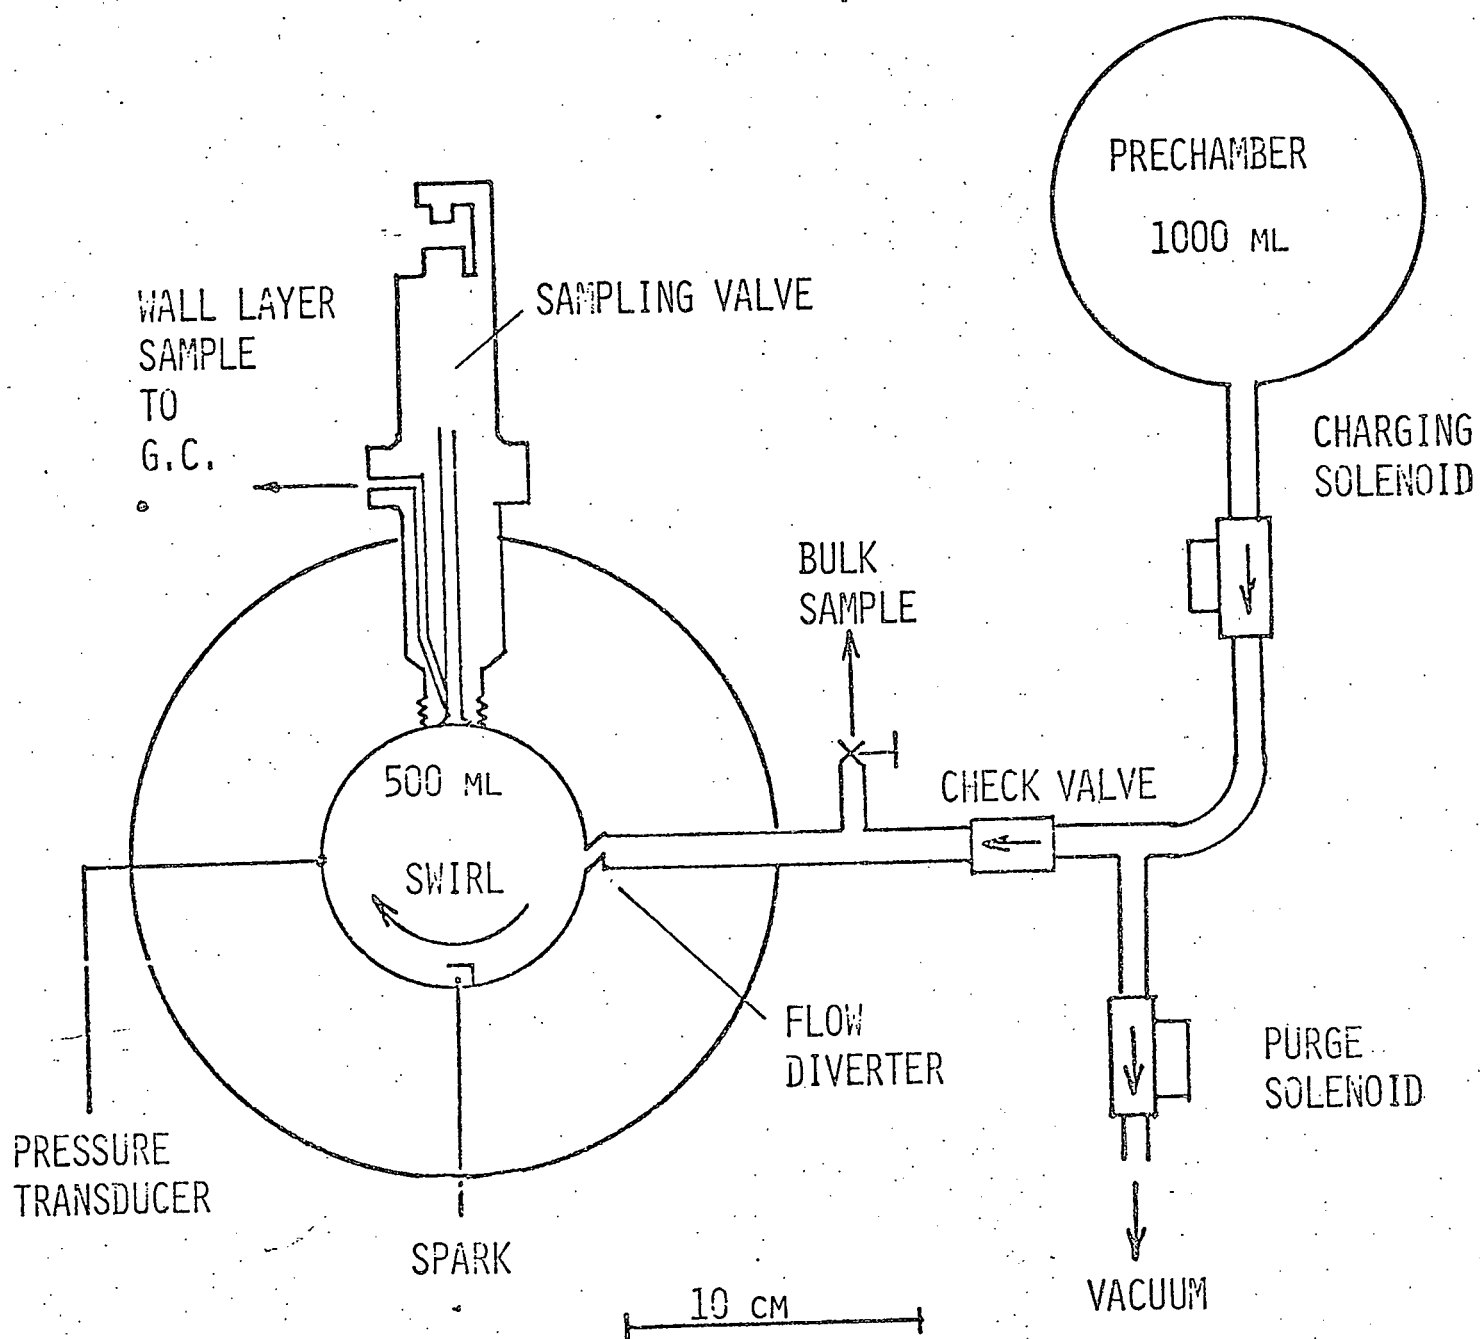 PRECHAMBER
1000 ML
WALL LAYER
SAMPLE
TO
G.C.
SAMPLING VALVE
CHARGING
SOLENOID
BULK
SAMPLE
500 ML
SWIRL
CHECK VALVE
FLOW
DIVERTER
PURGE
SOLENOID
PRESSURE
TRANSDUCER
SPARK
VACUUM
10 CM